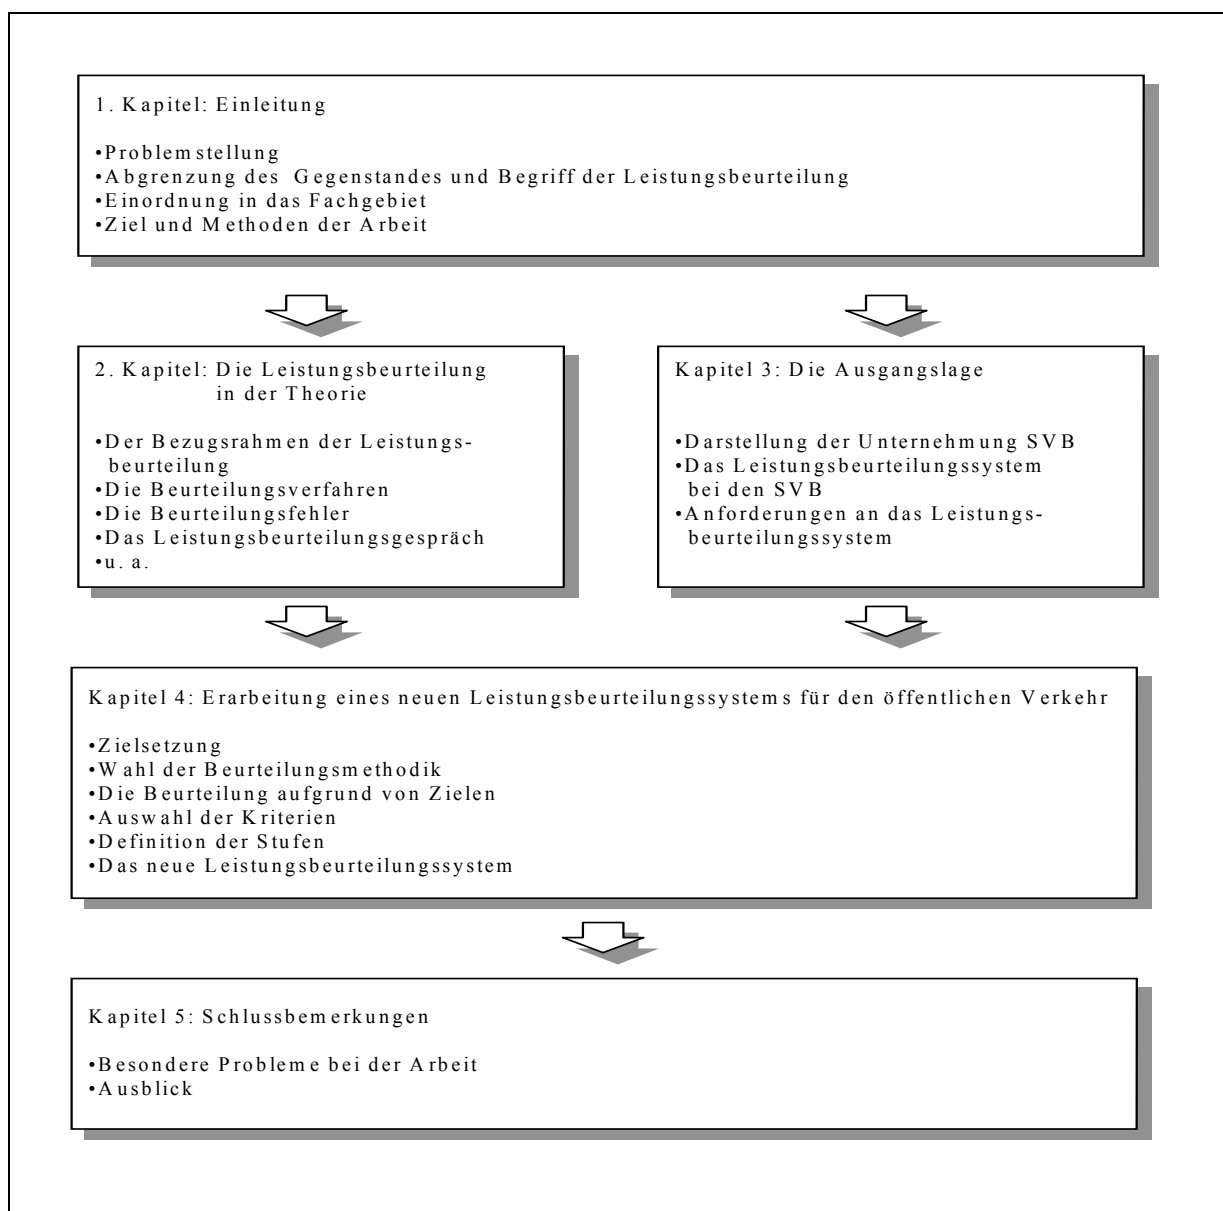 1. Kapitel: Einleitung
•Problemstellung
•Abgrenzung des Gegenstandes und Begriff der Leistungsbeurteilung
•Einordnung in das Fachgebiet
•Ziel und Methoden der Arbeit
2. Kapitel: Die Leistungsbeurteilung
in der Theorie
•Der Bezugsrahmen der Leistungs-
beurteilung
•Die Beurteilungsverfahren
•Die Beurteilungsfehler
•Das Leistungsbeurteilungsgespräch
•u. a.
Kapitel 3: Die Ausgangslage
•Darstellung der Unternehmung SVB
•Das Leistungsbeurteilungssystem
bei den SVB
•Anforderungen an das Leistungs-
beurteilungssystem
Kapitel 4: Erarbeitung eines neuen Leistungsbeurteilungssystems für den öffentlichen Verkehr
•Zielsetzung
•Wahl der Beurteilungsmethodik
•Die Beurteilung aufgrund von Zielen
•Auswahl der Kriterien
•Definition der Stufen
•Das neue Leistungsbeurteilungssystem
Kapitel 5: Schlussbemerkungen
•Besondere Probleme bei der Arbeit
•Ausblick